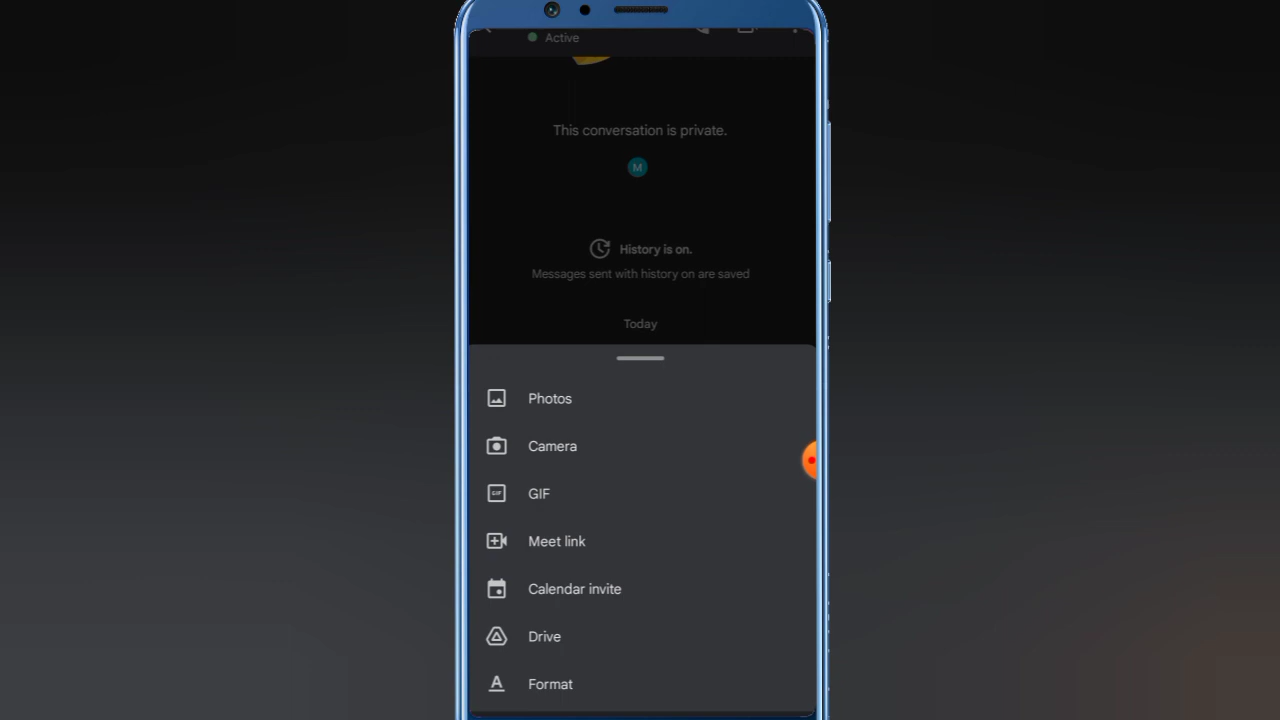 Active
This conversation is private.
M
History is on.
Messages sent with history on are saved
Today
Photos
Camera
GIF
GIF
Meet link
Calendar invite
Drive
A
Format